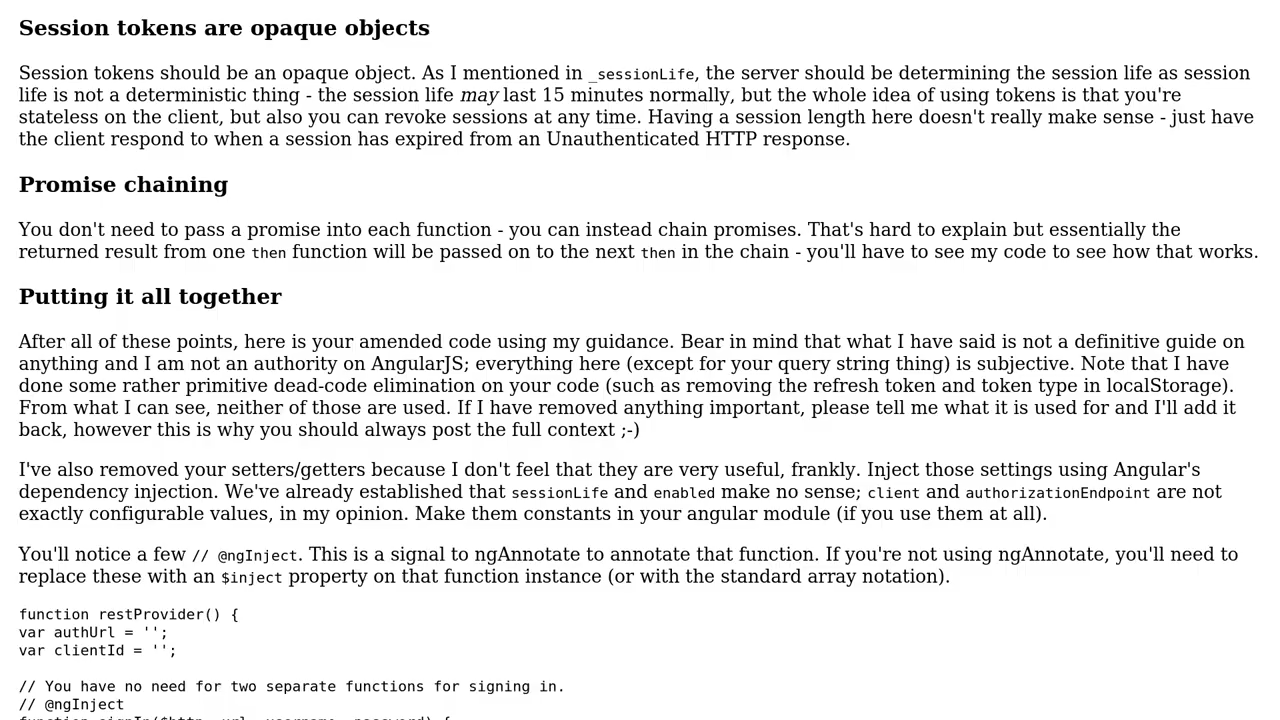 Session tokens are opaque objects
Session tokens should be an opaque object. As I mentioned in _sessionLife, the server should be determining the session life as session
life is not a deterministic thing - the session life may last 15 minutes normally, but the whole idea of using tokens is that you're
stateless on the client, but also you can revoke sessions at any time. Having a session length here doesn't really make sense - just have
the client respond to when a session has expired from an Unauthenticated HTTP response.
Promise chaining
You don't need to pass a promise into each function - you can instead chain promises. That's hard to explain but essentially the
returned result from one then function will be passed on to the next then in the chain - you'll have to see my code to see how that works.
Putting it all together
After all of these points, here is your amended code using my guidance. Bear in mind that what I have said is not a definitive guide on
anything and I am not an authority on AngularJS; everything here (except for your query string thing) is subjective. Note that I have
done some rather primitive dead-code elimination on your code (such as removing the refresh token and token type in localStorage).
From what I can see, neither of those are used. If I have removed anything important, please tell me what it is used for and I'll add it
back, however this is why you should always post the full context ;-)
I've also removed your setters/getters because I don't feel that they are very useful, frankly. Inject those settings using Angular's
dependency injection. We've already established that sessionLife and enabled make no sense; client and authorizationEndpoint are not
exactly configurable values, in my opinion. Make them constants in your angular module (if you use them at all).
You'll notice a few // @ngInject. This is a signal to ngAnnotate to annotate that function. If you're not using ngAnnotate, you'll need to
replace these with an $inject property on that function instance (or with the standard array notation).
function restProvider() {
var authUrl = '';
var clientId = '';
// You have no need for two separate functions for signing in.
// @ngInject
function signIn($http, url, username, password) {